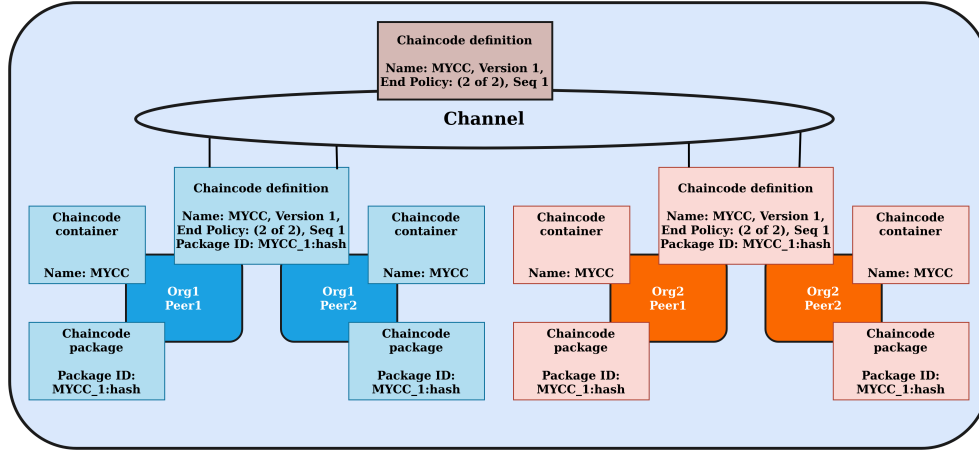 Chaincode definition
Name: MYCC, Version 1,
End Policy: (2 of 2), Seq 1
Channel
Chaincode definition
Name: MYCC, Version 1,
End Policy: (2 of 2), Seq 1
Package ID: MYCC_1:hash
Chaincode definition
Name: MYCC, Version 1,
End Policy: (2 of 2), Seq 1
Package ID: MYCC_1:hash
Chaincode
container
Name: MYCC
Chaincode
container
Name: MYCC
Chaincode
container
Name: MYCC
Chaincode
container
Name: MYCC
Org1
Peer1
Org1
Peer2
Org2
Peer1
Org2
Peer2
Chaincode
package
Package ID:
MYCC_1:hash
Chaincode
package
Package ID:
MYCC_1:hash
Chaincode
package
Package ID:
MYCC_1:hash
Chaincode
package
Package ID:
MYCC_1:hash